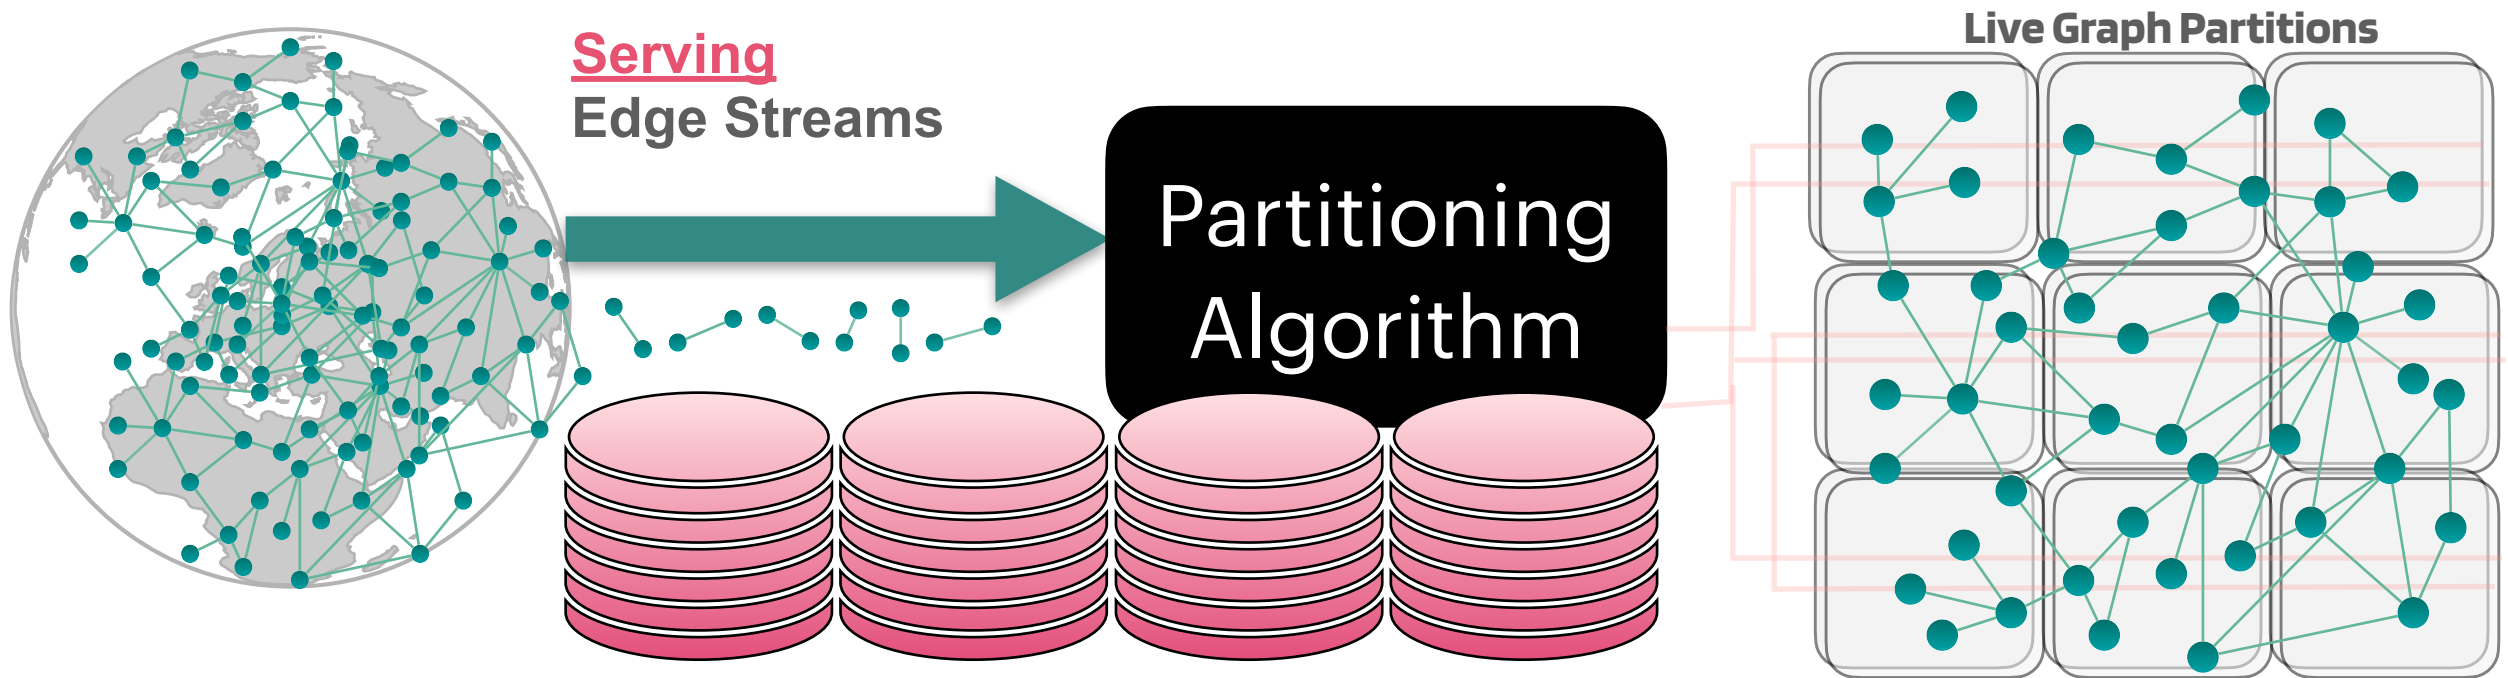 Serving
Edge Streams
Partitioning
Algorithm
Live Graph Partitions